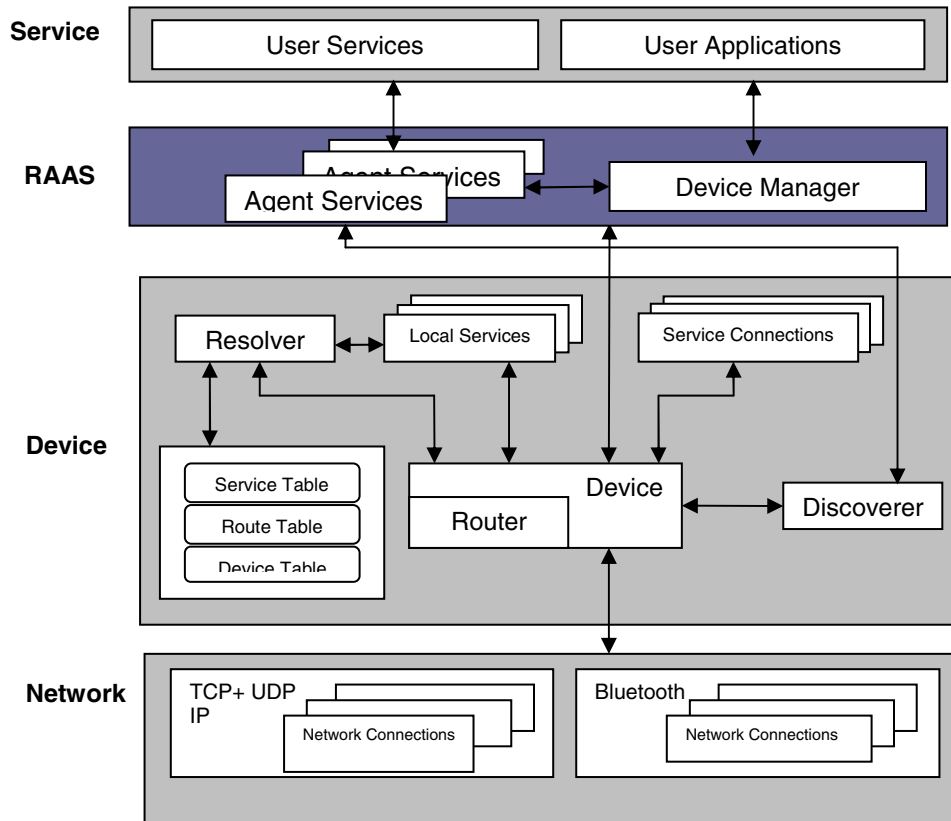 Service
User Services
User Applications
RAAS
Agent Services
Agent Services
Device Manager
Resolver
Local Services
Service Connections
Device
Service Table
Route Table
Device Table
Device
Router
Discoverer
Network
TCP+ UDP
IP
Network Connections
Bluetooth
Network Connections